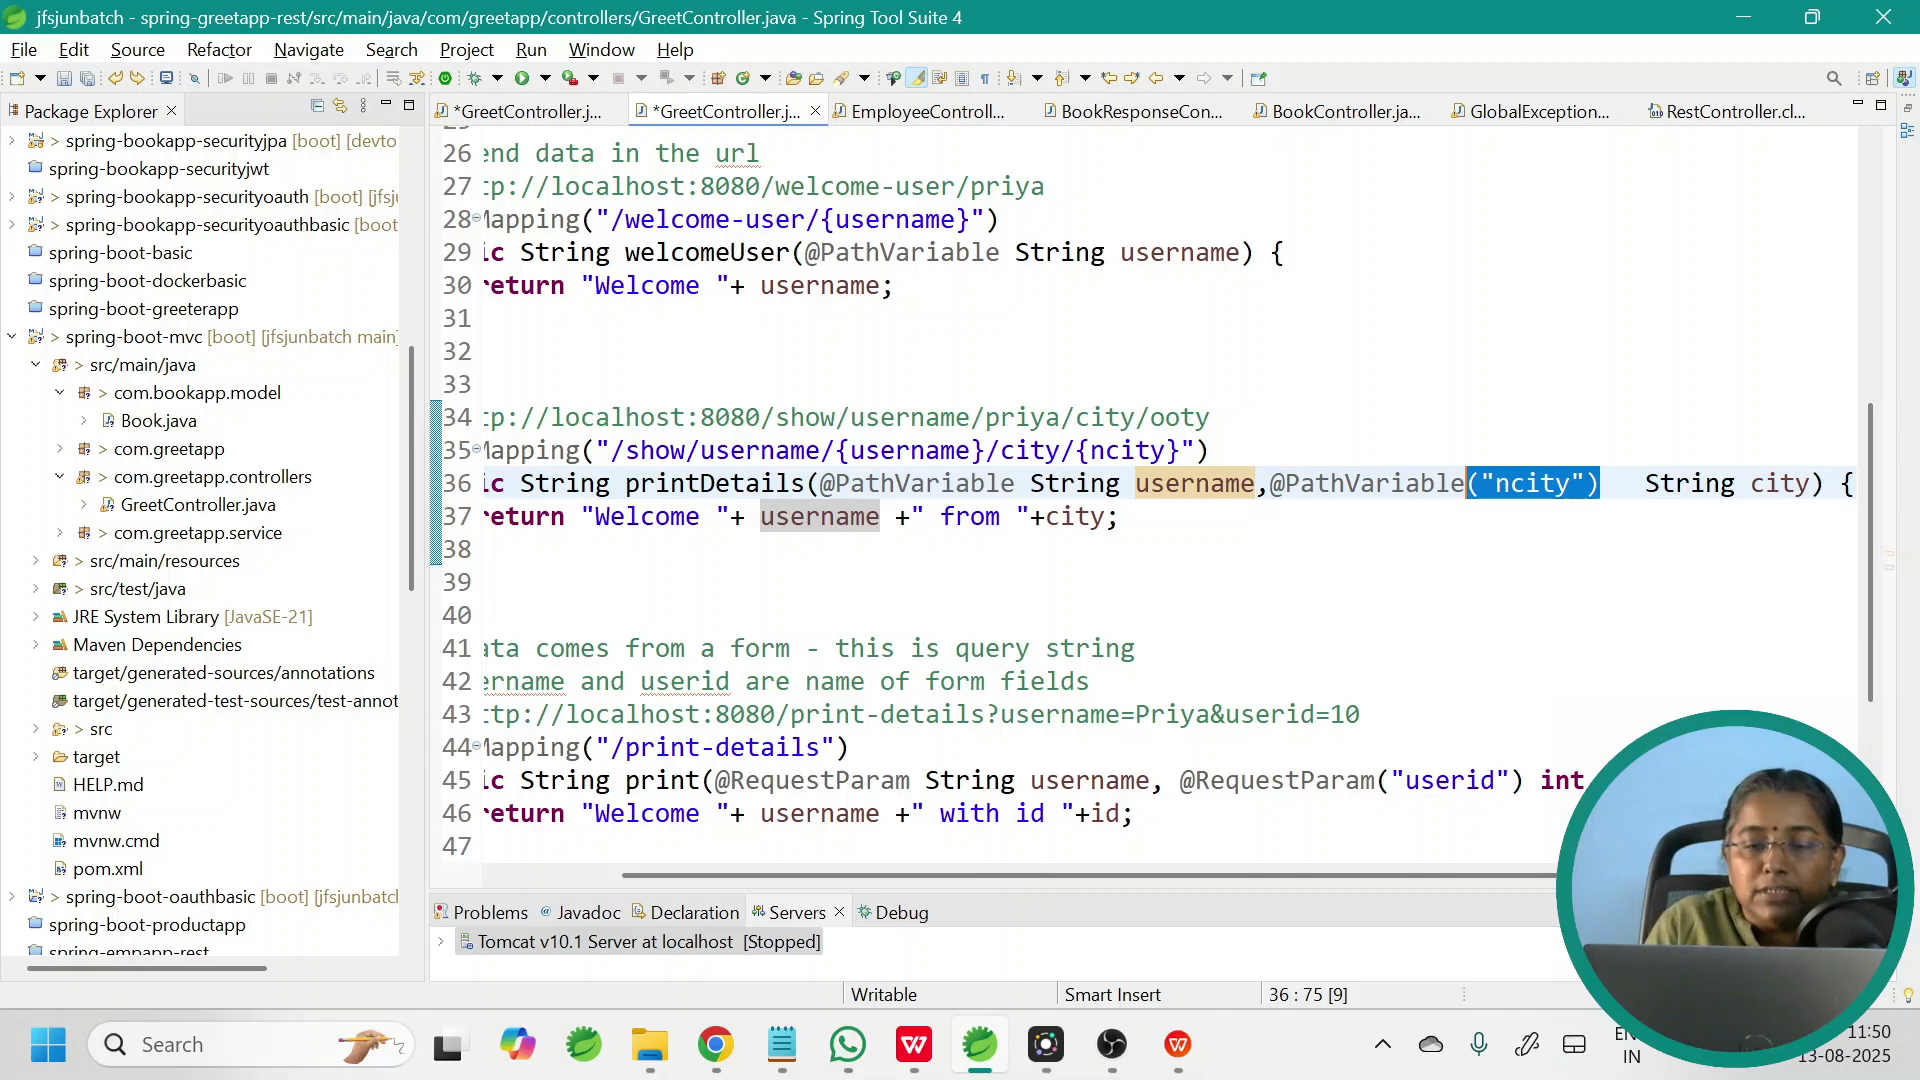 jfsjunbatch - spring-greetapp-rest/src/main/java/com/greetapp/controllers/GreetController.java - Spring Tool Suite 4
File Edit Source Refactor Navigate Search Project Run Window Help
Package Explorer
*GreetController.j... *GreetController.j... EmployeeControll... BookResponseCon... BookController.ja... GlobalException... RestController.cl...
> spring-bookapp-securityjpa [boot] [devto
spring-bookapp-securityjwt
> spring-bookapp-securityoauth [boot] [jfsj
> spring-bookapp-securityoauthbasic [boot
spring-boot-basic
spring-boot-dockerbasic
spring-boot-greeterapp
> spring-boot-mvc [boot] [jfsjunbatch main]
> src/main/java
> com.bookapp.model
Book.java
> com.greetapp
> com.greetapp.controllers
GreetController.java
> com.greetapp.service
> src/main/resources
> src/test/java
JRE System Library [JavaSE-21]
Maven Dependencies
target/generated-sources/annotations
target/generated-test-sources/test-annot
> src
target
HELP.md
mvnw
mvnw.cmd
pom.xml
> spring-boot-oauthbasic [boot] [jfsjunbatch
spring-boot-productapp
spring-empapp-rest
26 end data in the url
27 tp://localhost:8080/welcome-user/priya
28 Mapping("/welcome-user/{username}")
29 ic String welcomeUser(@PathVariable String username) {
30 return "Welcome "+ username;
31
32
33
34 tp://localhost:8080/show/username/priya/city/ooty
35 Mapping("/show/username/{username}/city/{ncity}")
36 ic String printDetails(@PathVariable String username,@PathVariable("ncity") String city) {
37 return "Welcome "+ username +" from "+city;
38
39
40
41 ata comes from a form - this is query string
42 ername and userid are name of form fields
43 ttp://localhost:8080/print-details?username=Priya&userid=10
44 Mapping("/print-details")
45 ic String print(@RequestParam String username, @RequestParam("userid") int
46 return "Welcome "+ username +" with id "+id;
47
Problems Javadoc Declaration Servers Debug
Tomcat v10.1 Server at localhost [Stopped]
Writable Smart Insert 36 : 75 [9]
Search
IN
11:50
13-08-2025